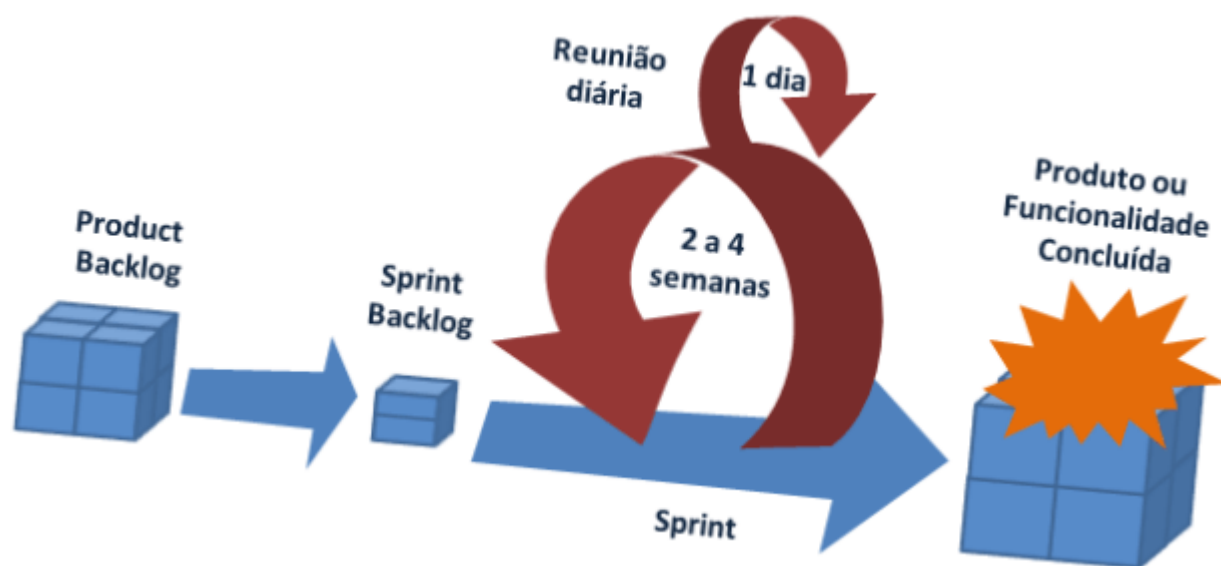 Product
Backlog
Sprint
Backlog
Reunião
diária
1 dia
2 a 4
semanas
Sprint
Produto ou
Funcionalidade
Concluída